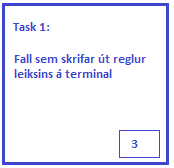 Task 1:
Fall sem skrifar út reglur
leiksins á terminal
3